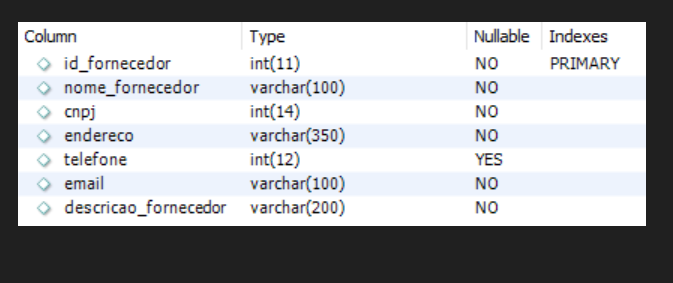 Column Type Nullable Indexes
id_fornecedor int(11) NO PRIMARY
nome_fornecedor varchar(100) NO
cnpj int(14) NO
endereco varchar(350) NO
telefone int(12) YES
email varchar(100) NO
descricao_fornecedor varchar(200) NO